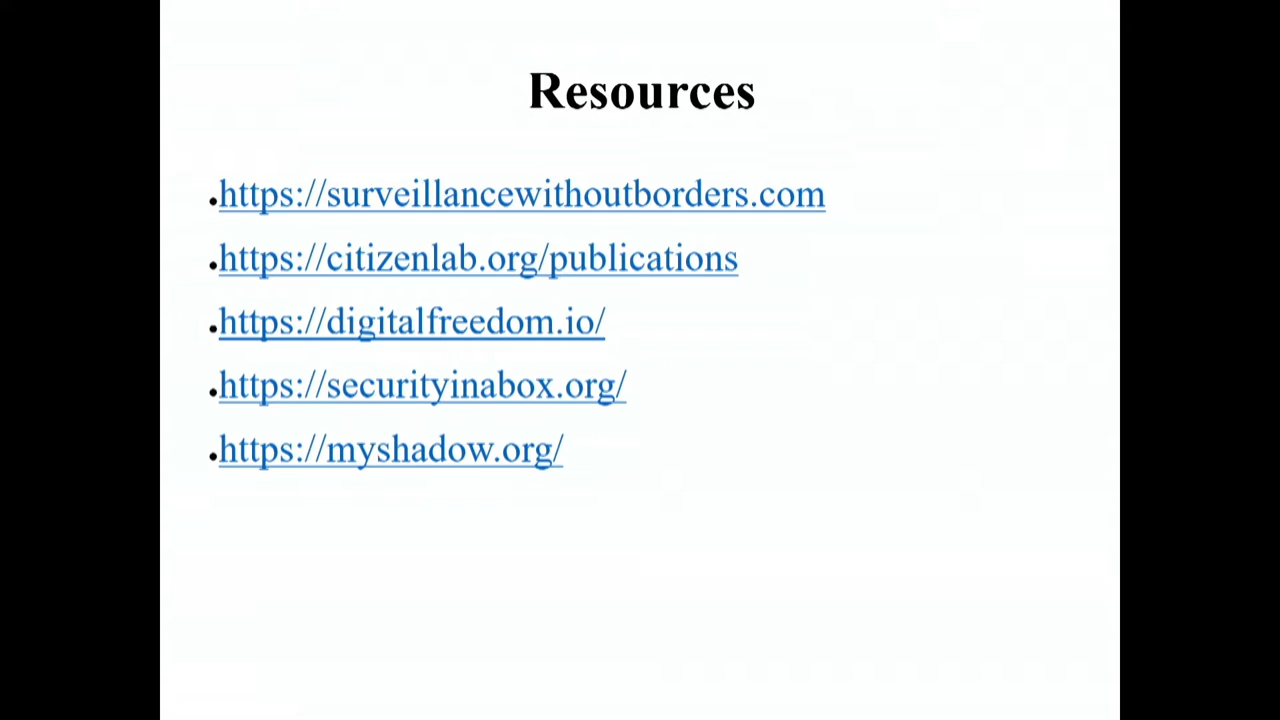 Resources
•https://surveillancewithoutborders.com
•https://citizenlab.org/publications
•https://digitalfreedom.io/
•https://securityinabox.org/
•https://myshadow.org/